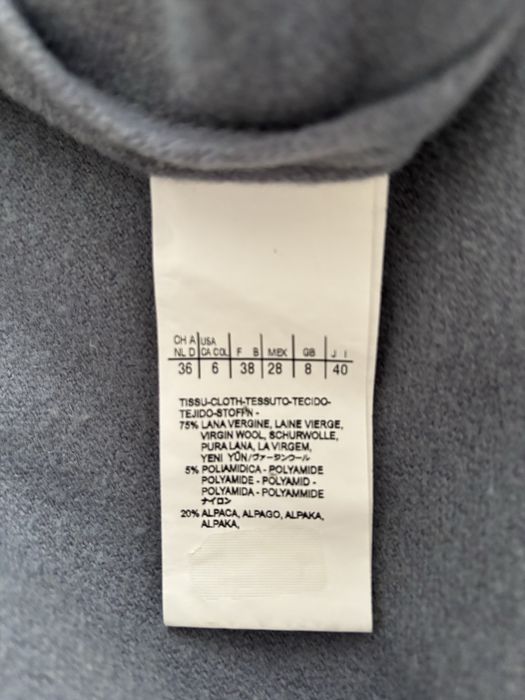 CH A USA
NL D CA COL F B MEX GB J I
36 6 38 28 8 40
TISSU-CLOTH-TESSUTO-TECIDO-
TEJIDO-STOFFN -
75% LANA VERGINE, LAINE VIERGE,
VIRGIN WOOL, SCHURWOLLE,
PURA LANA, LA VIRGEM,
YENI YÜN/ヴァージンウール
5% POLIAMIDICA - POLYAMIDE
POLYAMIDE - POLYAMID -
POLYAMIDA - POLYAMMIDE
ナイロン
20% ALPACA, ALPAGO, ALPAKA,
ALPAKA,